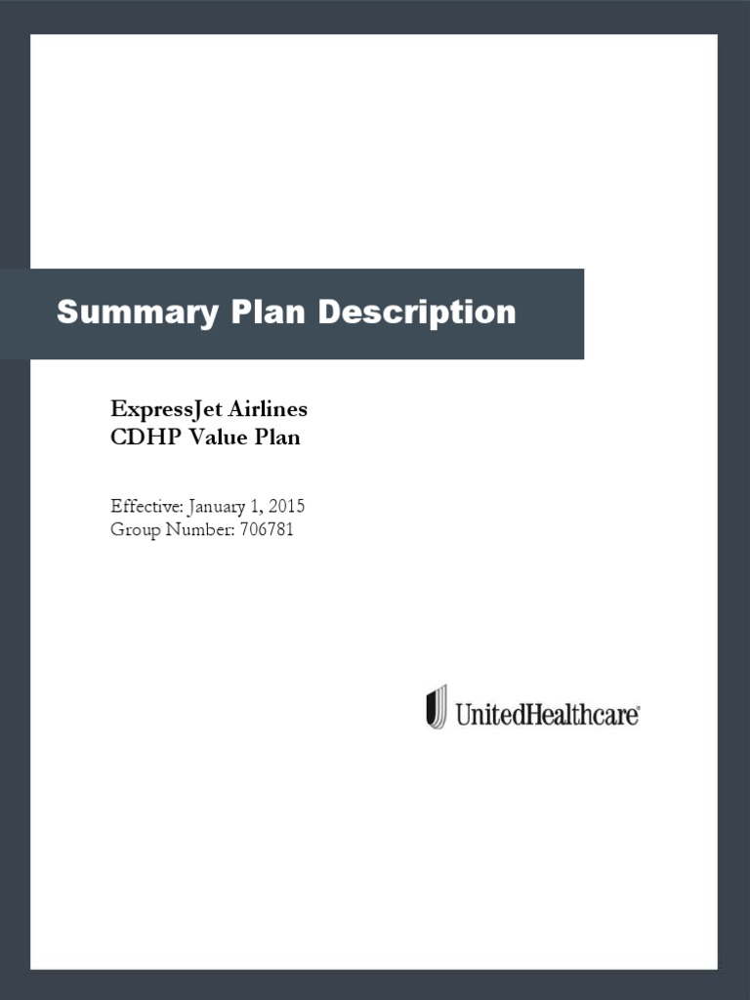 Summary Plan Description
ExpressJet Airlines
CDHP Value Plan
Effective: January 1, 2015
Group Number: 706781
UnitedHealthcare®